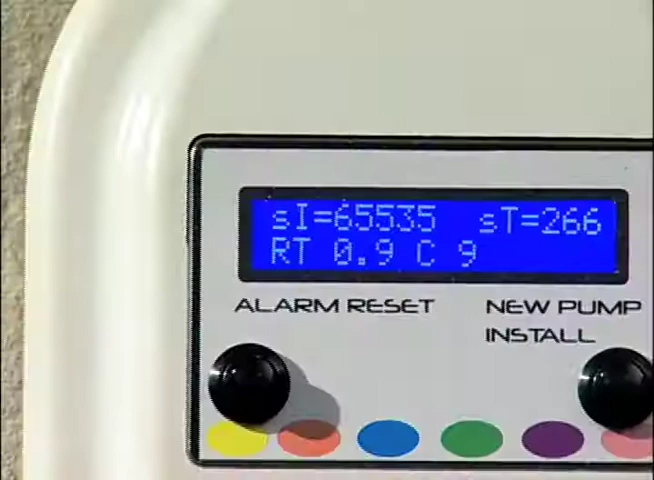 sI=65535 sT=266
RT 0.9 C 9
ALARM RESET
NEW PUMP
INSTALL